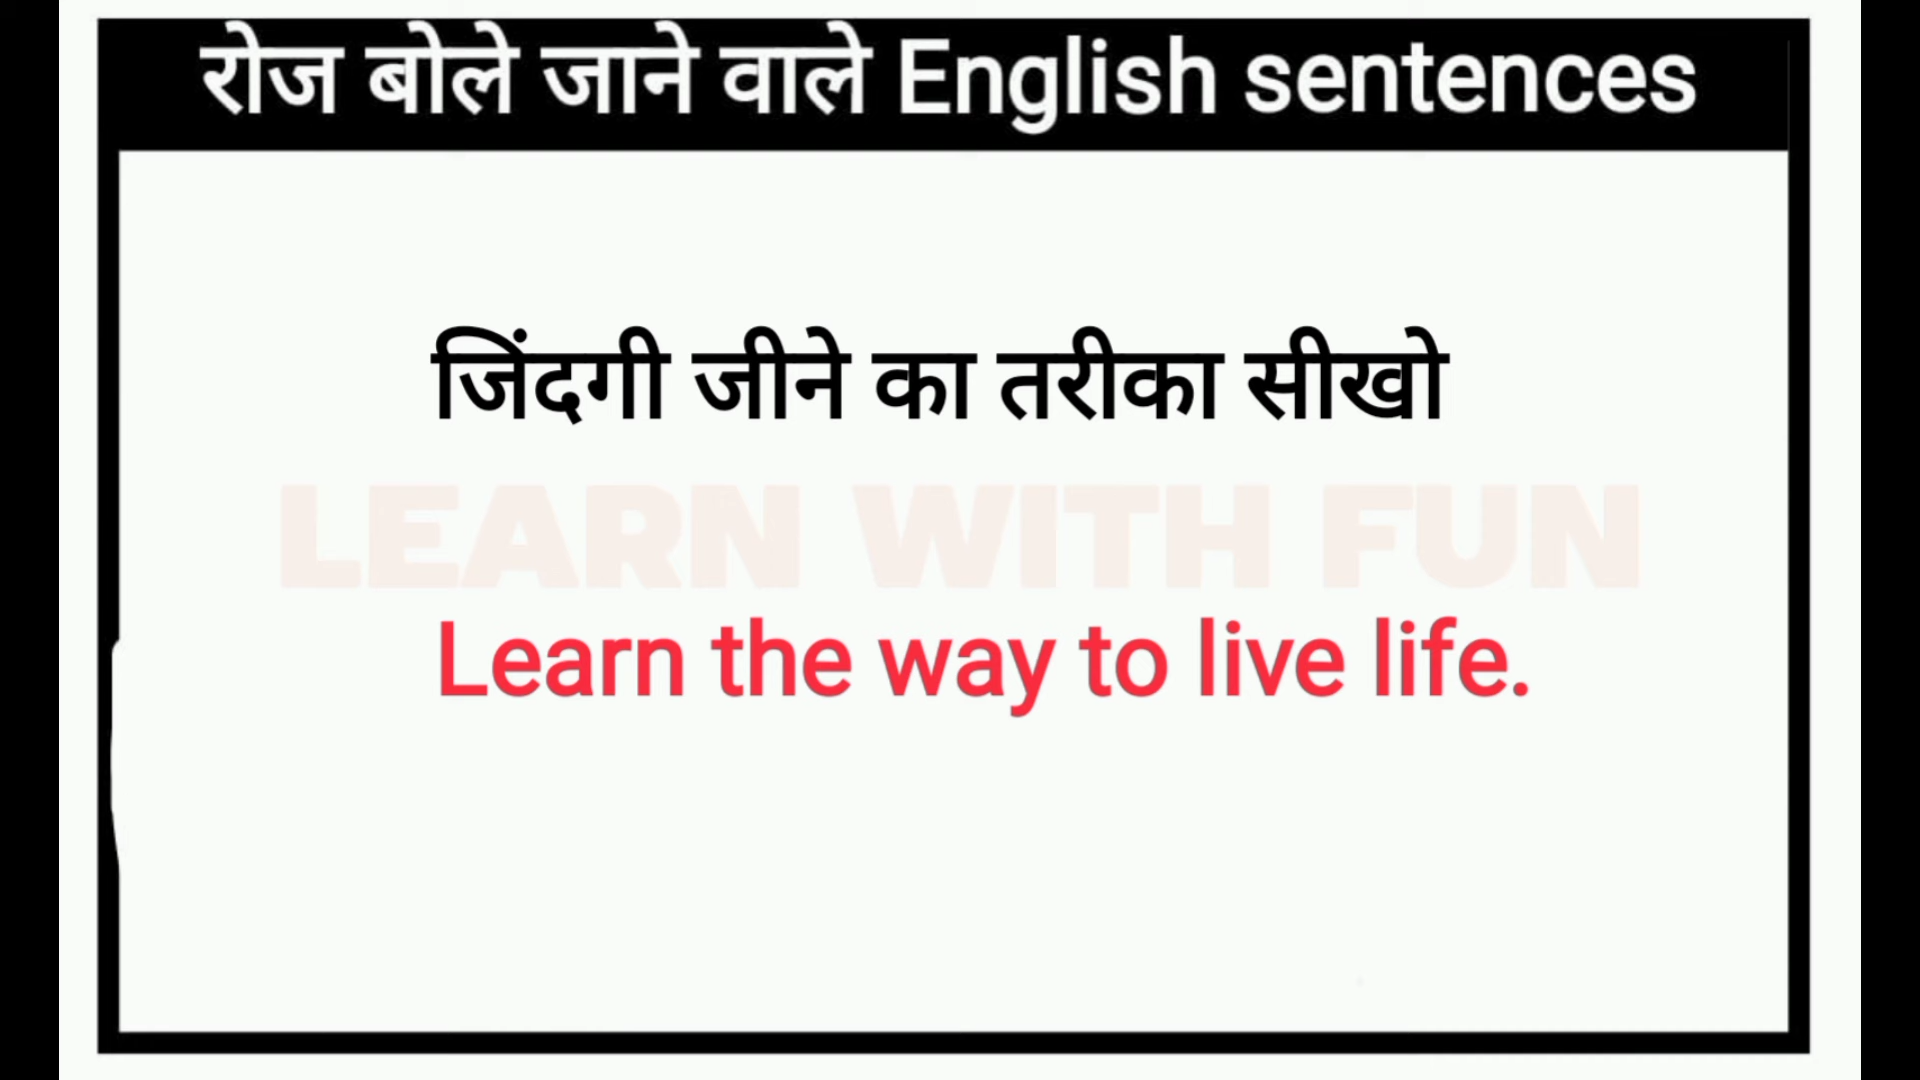 रोज बोले जाने वाले English sentences
जिंदगी जीने का तरीका सीखो
LEARN WITH FUN
Learn the way to live life.